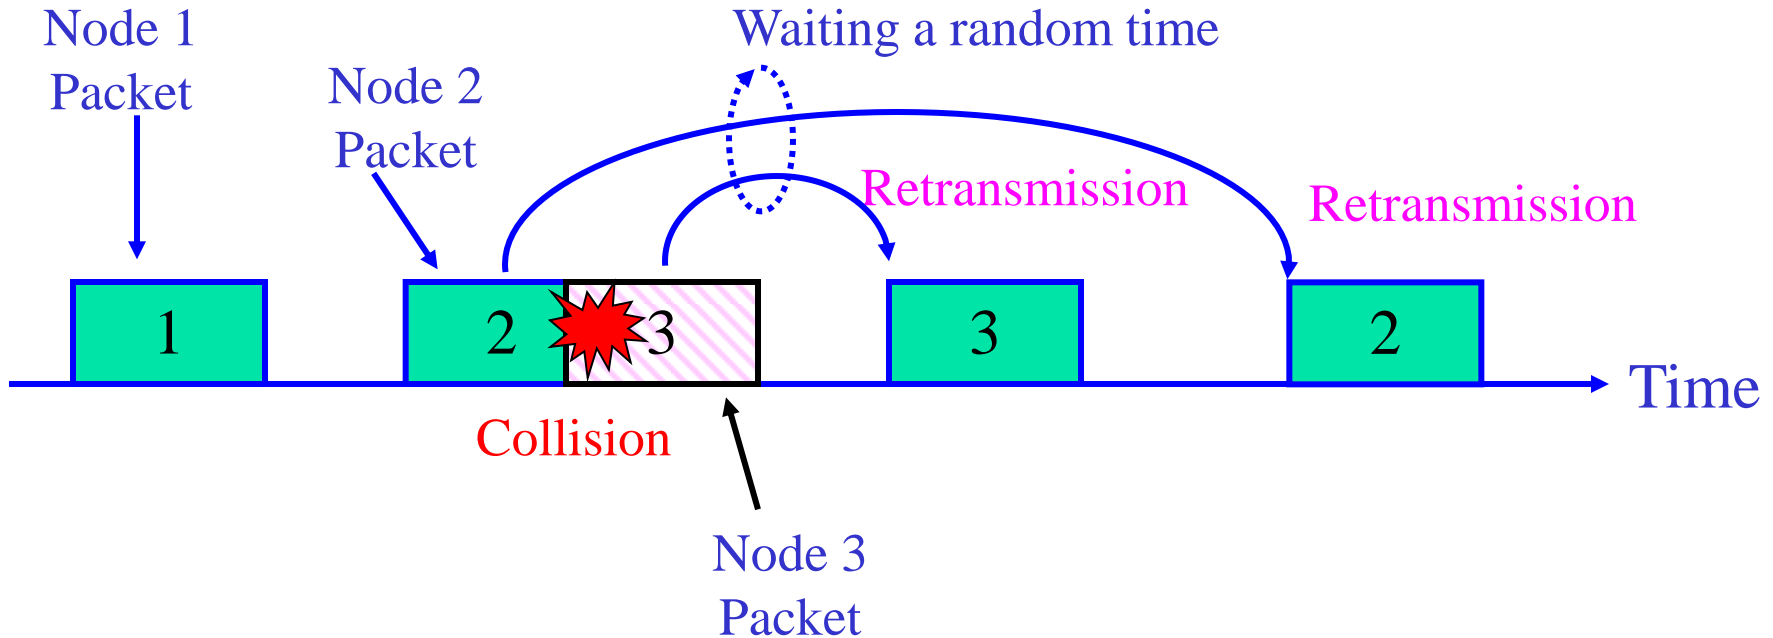 Node 1
Packet
Node 2
Packet
Waiting a random time
Retransmission
Retransmission
1
2
3
3
2
Time
Collision
Node 3
Packet